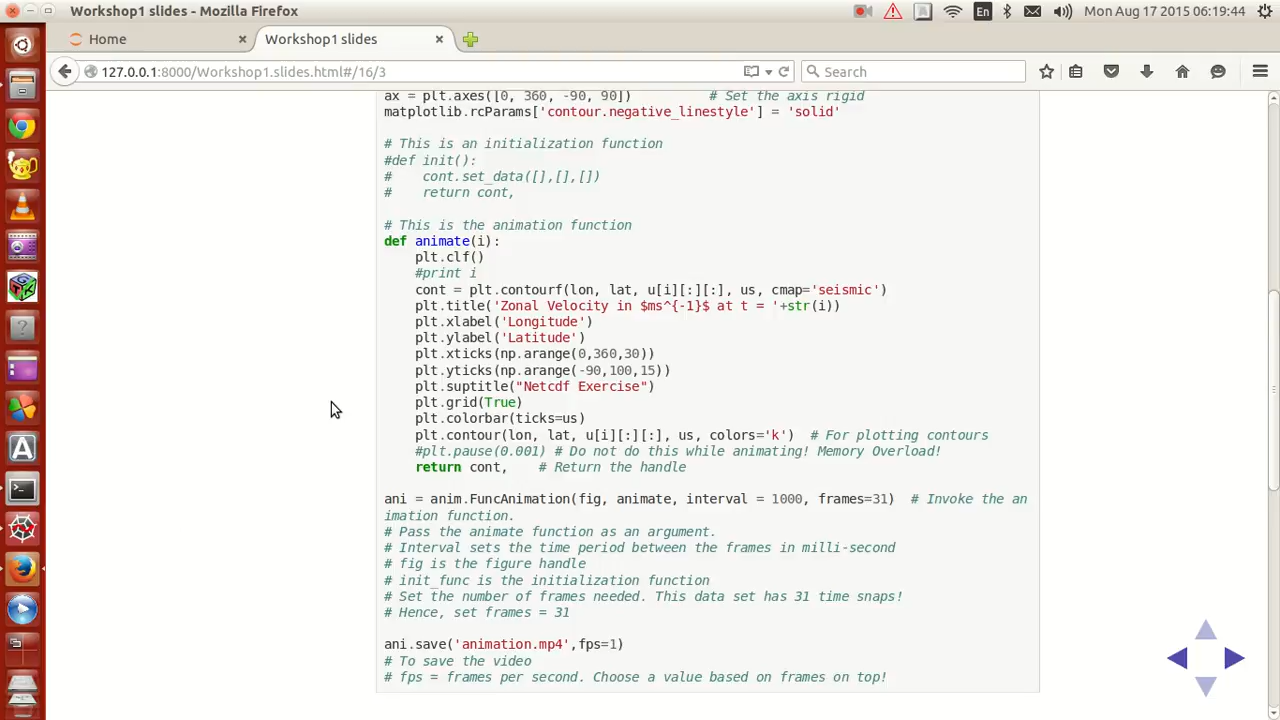 Workshop1 slides - Mozilla Firefox
En
Mon Aug 17 2015 06:19:44
Home
Workshop1 slides
127.0.0.1:8000/Workshop1.slides.html#/16/3
Search
ax = plt.axes([0, 360, -90, 90])          # Set the axis rigid
matplotlib.rcParams['contour.negative_linestyle'] = 'solid'
# This is an initialization function
#def init():
#    cont.set_data([],[],[])
#    return cont,
# This is the animation function
def animate(i):
    plt.clf()
    #print i
    cont = plt.contourf(lon, lat, u[i][:][:], us, cmap='seismic')
    plt.title('Zonal Velocity in $ms^{-1}$ at t = '+str(i))
    plt.xlabel('Longitude')
    plt.ylabel('Latitude')
    plt.xticks(np.arange(0,360,30))
    plt.yticks(np.arange(-90,100,15))
    plt.suptitle("Netcdf Exercise")
    plt.grid(True)
    plt.colorbar(ticks=us)
    plt.contour(lon, lat, u[i][:][:], us, colors='k')  # For plotting contours
    #plt.pause(0.001) # Do not do this while animating! Memory Overload!
    return cont,    # Return the handle
ani = anim.FuncAnimation(fig, animate, interval = 1000, frames=31)  # Invoke the an
imation function.
# Pass the animate function as an argument.
# Interval sets the time period between the frames in milli-second
# fig is the figure handle
# init_func is the initialization function
# Set the number of frames needed. This data set has 31 time snaps!
# Hence, set frames = 31
ani.save('animation.mp4',fps=1)
# To save the video
# fps = frames per second. Choose a value based on frames on top!